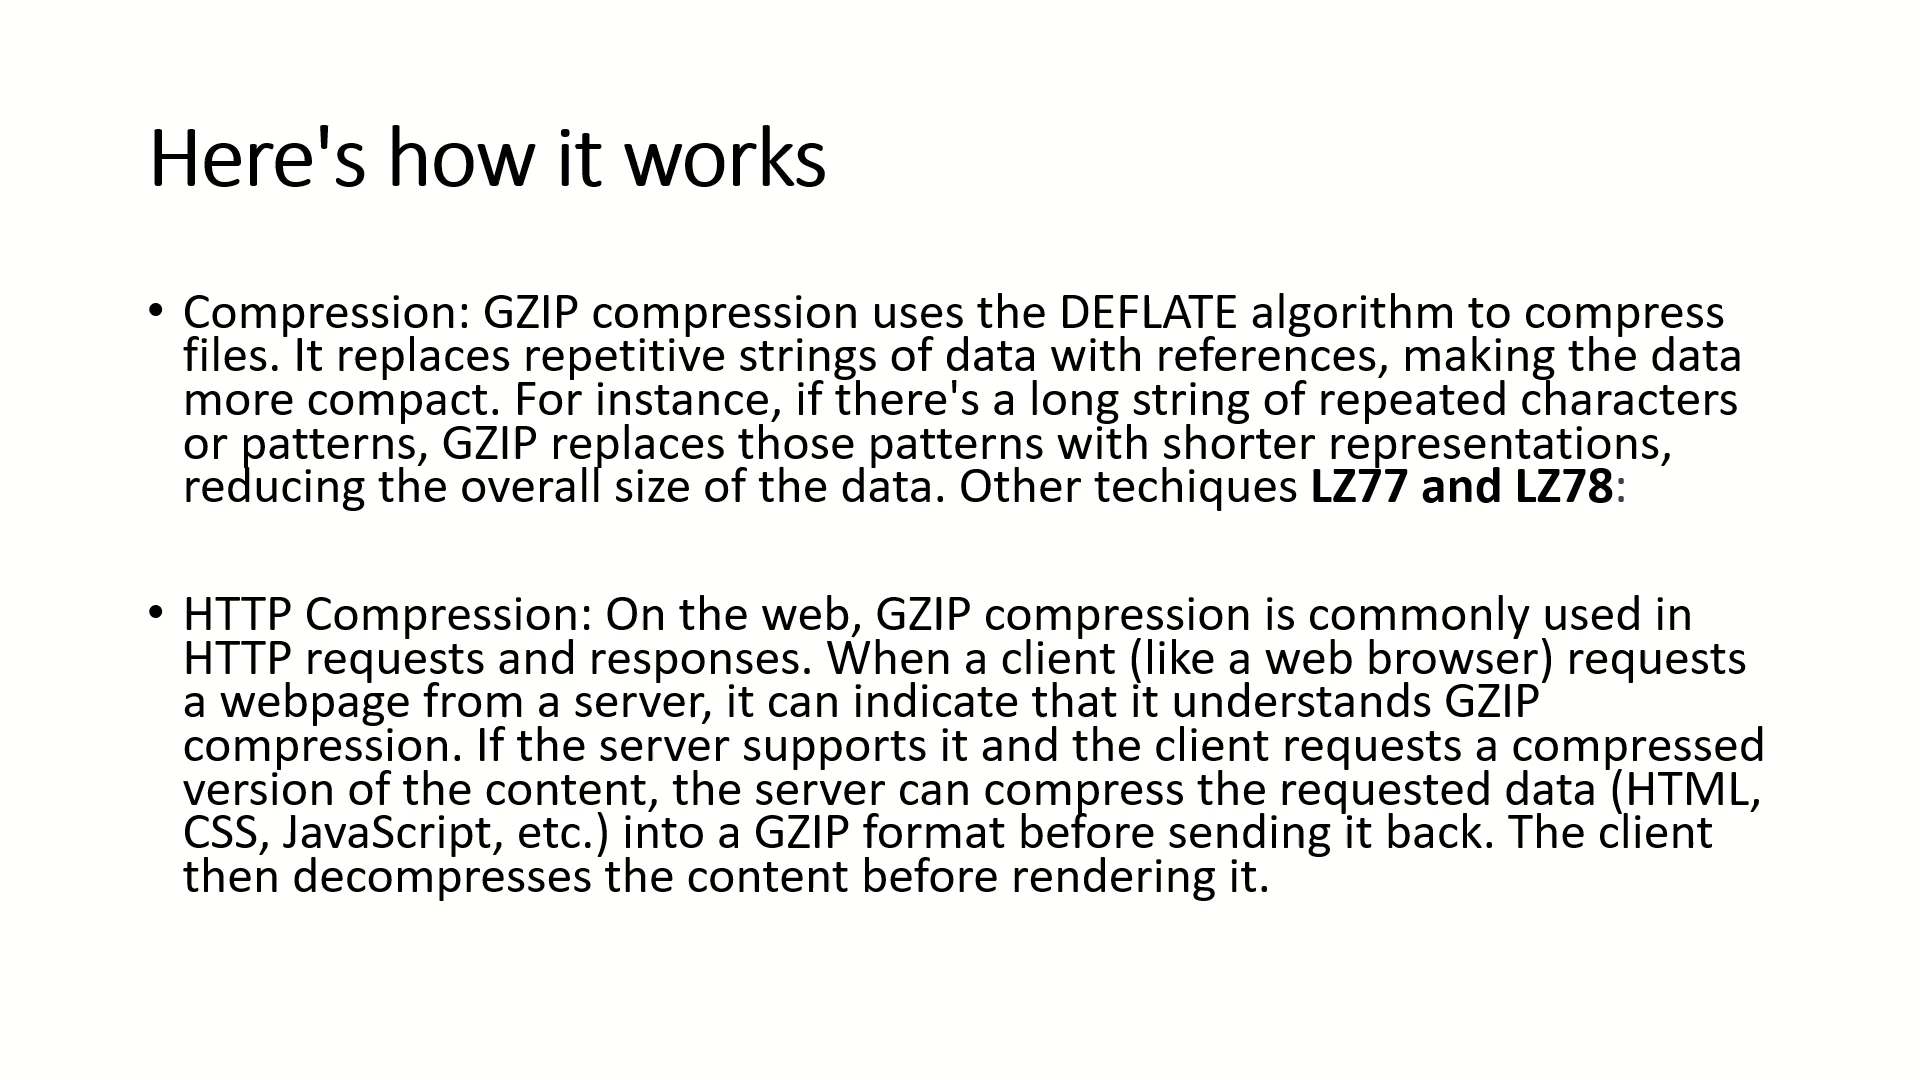 Here's how it works
• Compression: GZIP compression uses the DEFLATE algorithm to compress
files. It replaces repetitive strings of data with references, making the data
more compact. For instance, if there's a long string of repeated characters
or patterns, GZIP replaces those patterns with shorter representations,
reducing the overall size of the data. Other techiques LZ77 and LZ78:
• HTTP Compression: On the web, GZIP compression is commonly used in
HTTP requests and responses. When a client (like a web browser) requests
a webpage from a server, it can indicate that it understands GZIP
compression. If the server supports it and the client requests a compressed
version of the content, the server can compress the requested data (HTML,
CSS, JavaScript, etc.) into a GZIP format before sending it back. The client
then decompresses the content before rendering it.